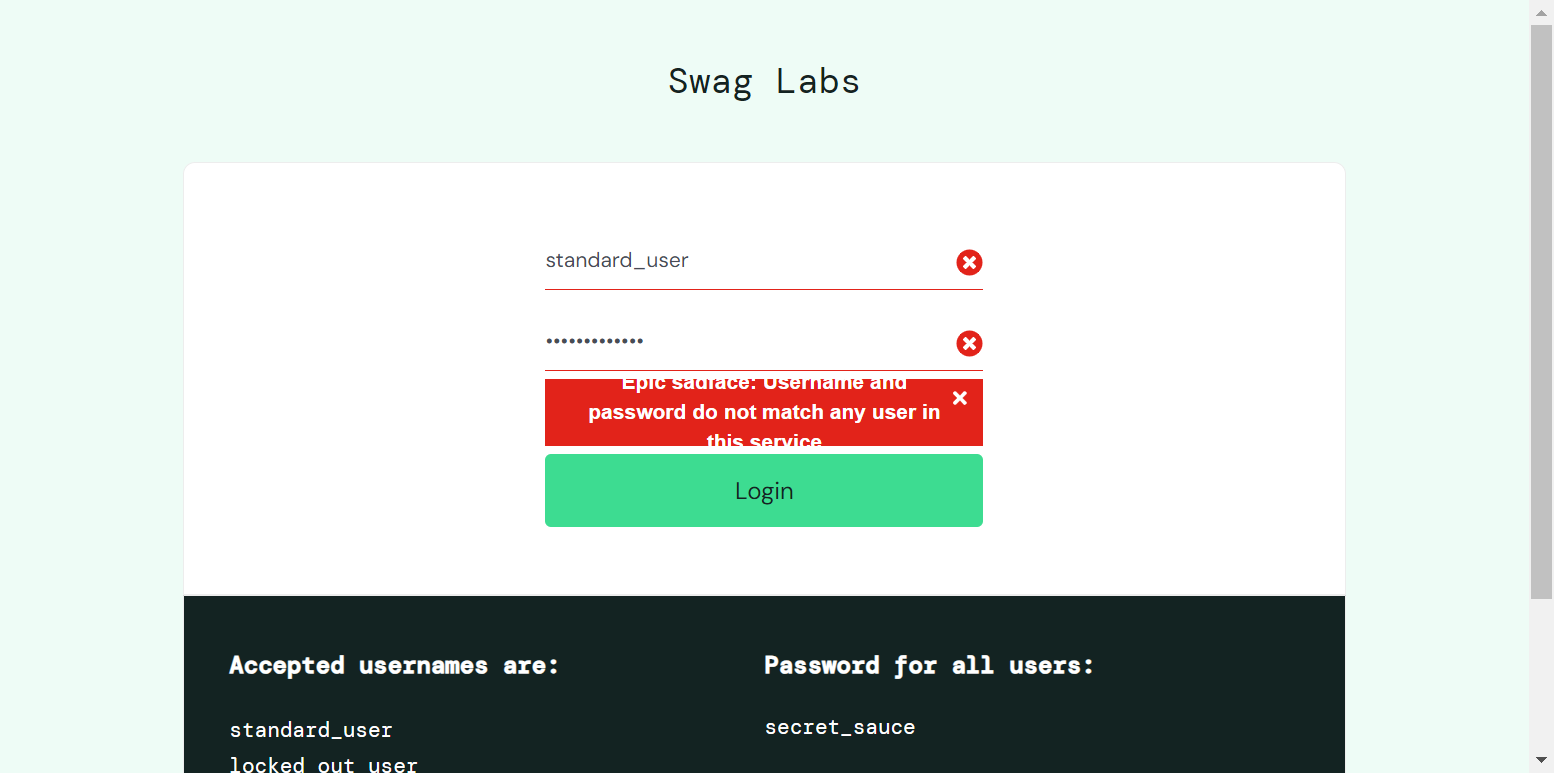 Swag Labs
standard_user
•••••••••••••
Epic sadface: Username and
password do not match any user in
this service
Login
Accepted usernames are:
standard_user
locked_out_user
Password for all users:
secret_sauce